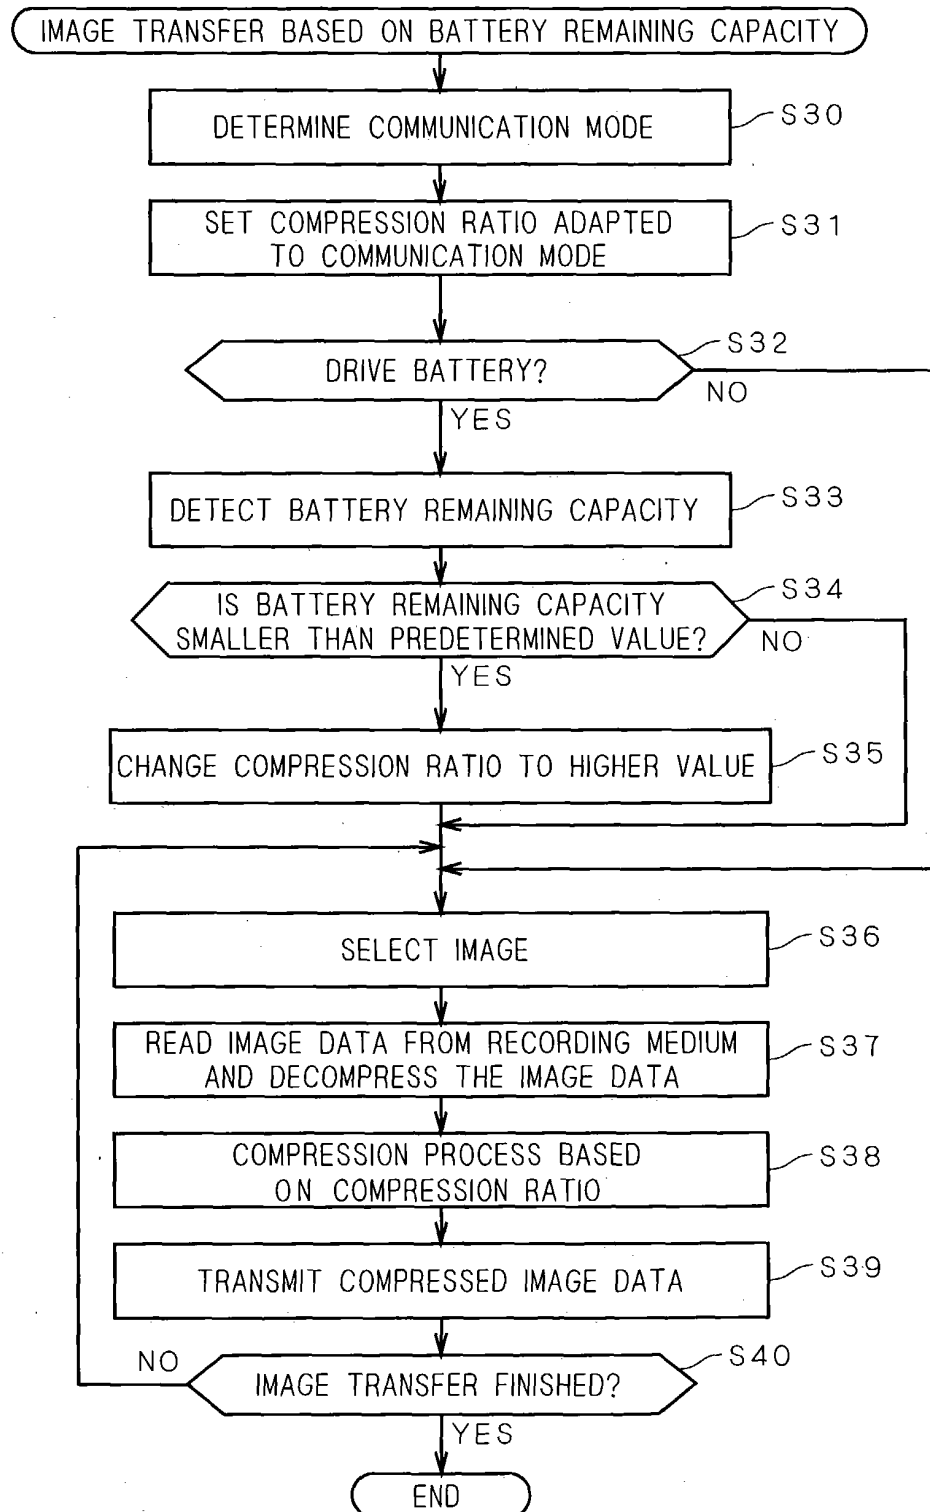 IMAGE TRANSFER BASED ON BATTERY REMAINING CAPACITY
DETERMINE COMMUNICATION MODE
S30
SET COMPRESSION RATIO ADAPTED
TO COMMUNICATION MODE
S31
DRIVE BATTERY?
S32
NO
YES
DETECT BATTERY REMAINING CAPACITY
S33
IS BATTERY REMAINING CAPACITY
SMALLER THAN PREDETERMINED VALUE?
S34
NO
YES
CHANGE COMPRESSION RATIO TO HIGHER VALUE
S35
SELECT IMAGE
S36
READ IMAGE DATA FROM RECORDING MEDIUM
AND DECOMPRESS THE IMAGE DATA
S37
COMPRESSION PROCESS BASED
ON COMPRESSION RATIO
S38
TRANSMIT COMPRESSED IMAGE DATA
S39
NO
IMAGE TRANSFER FINISHED?
S40
YES
END